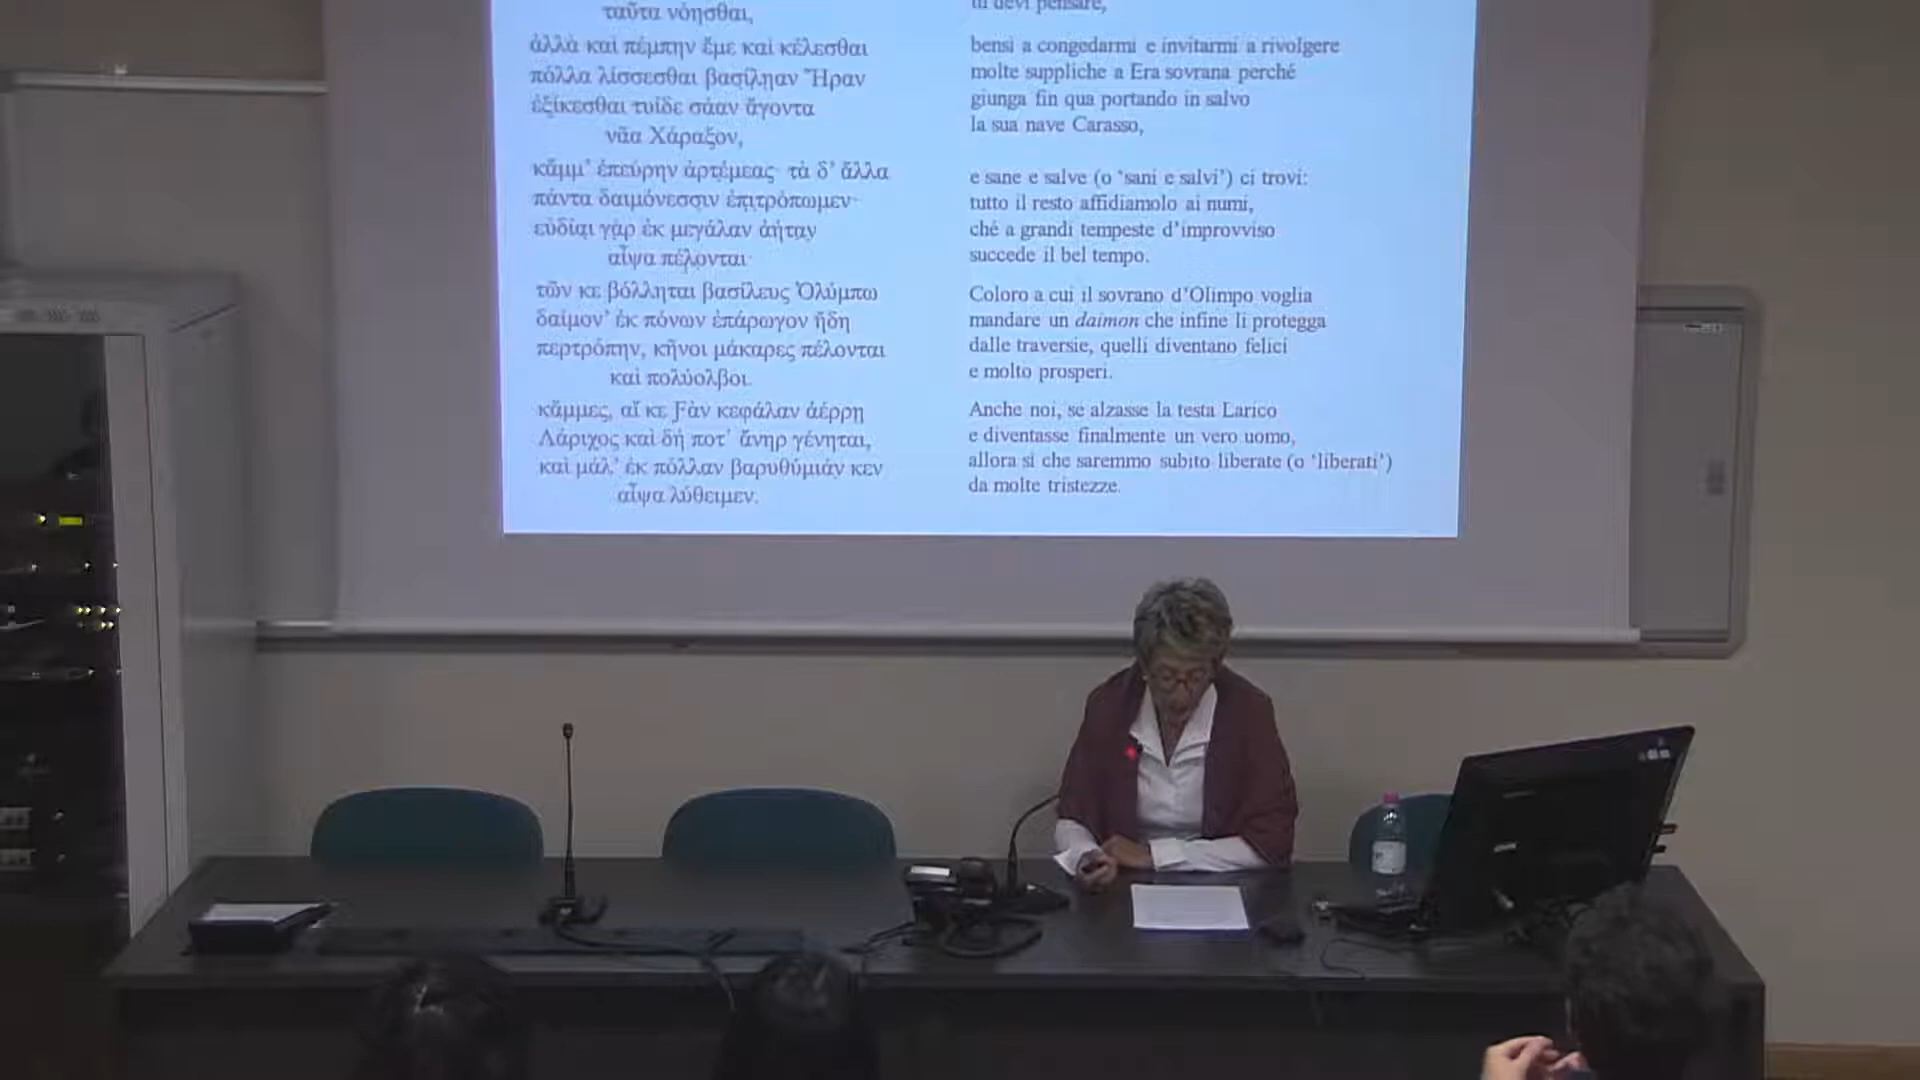 ταῦτα νόησθαι,
ἀλλὰ καὶ πέμπην ἔμε καὶ κέλεσθαι
πόλλα λίσσεσθαι βασίληαν Ἤραν
ἐξίκεσθαι τυίδε σάαν ἄγοντα
νᾶα Χάραξον,
κἄμμ’ ἐπεύρην ἀρτέμεας· τὰ δ’ ἄλλα
πάντα δαιμόνεσσιν ἐπιτρόπωμεν·
εὐδίαι γὰρ ἐκ μεγάλαν ἀήταν
αἶψα πέλονται·
τῶν κε βόλληται βασίλευς Ὀλύμπω
δαίμον’ ἐκ πόνων ἐπάρωγον ἤδη
περτρόπην, κῆνοι μάκαρες πέλονται
καὶ πολύολβοι.
κἄμμες, αἴ κε ϝὰν κεφάλαν ἀέρρη
Λάριχος καὶ δή ποτ’ ἄνηρ γένηται,
καὶ μάλ’ ἐκ πόλλαν βαρυθύμιάν κεν
αἶψα λύθειμεν.
tu devi pensare,
bensì a congedarmi e invitarmi a rivolgere
molte suppliche a Era sovrana perché
giunga fin qua portando in salvo
la sua nave Carasso,
e sane e salve (o ‘sani e salvi’) ci trovi:
tutto il resto affidiamolo ai numi,
ché a grandi tempeste d’improvviso
succede il bel tempo.
Coloro a cui il sovrano d’Olimpo voglia
mandare un daimon che infine li protegga
dalle traversie, quelli diventano felici
e molto prosperi.
Anche noi, se alzasse la testa Larico
e diventasse finalmente un vero uomo,
allora sì che saremmo subito liberate (o ‘liberati’)
da molte tristezze.